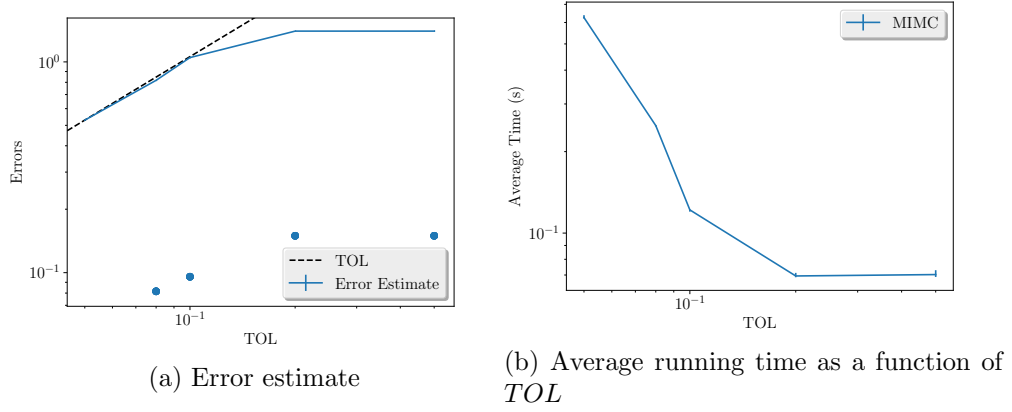 Errors
10⁰
10⁻¹
TOL
Error Estimate
10⁻¹
TOL
(a) Error estimate
Average Time (s)
MIMC
10⁻¹
10⁻¹
TOL
(b) Average running time as a function of
TOL